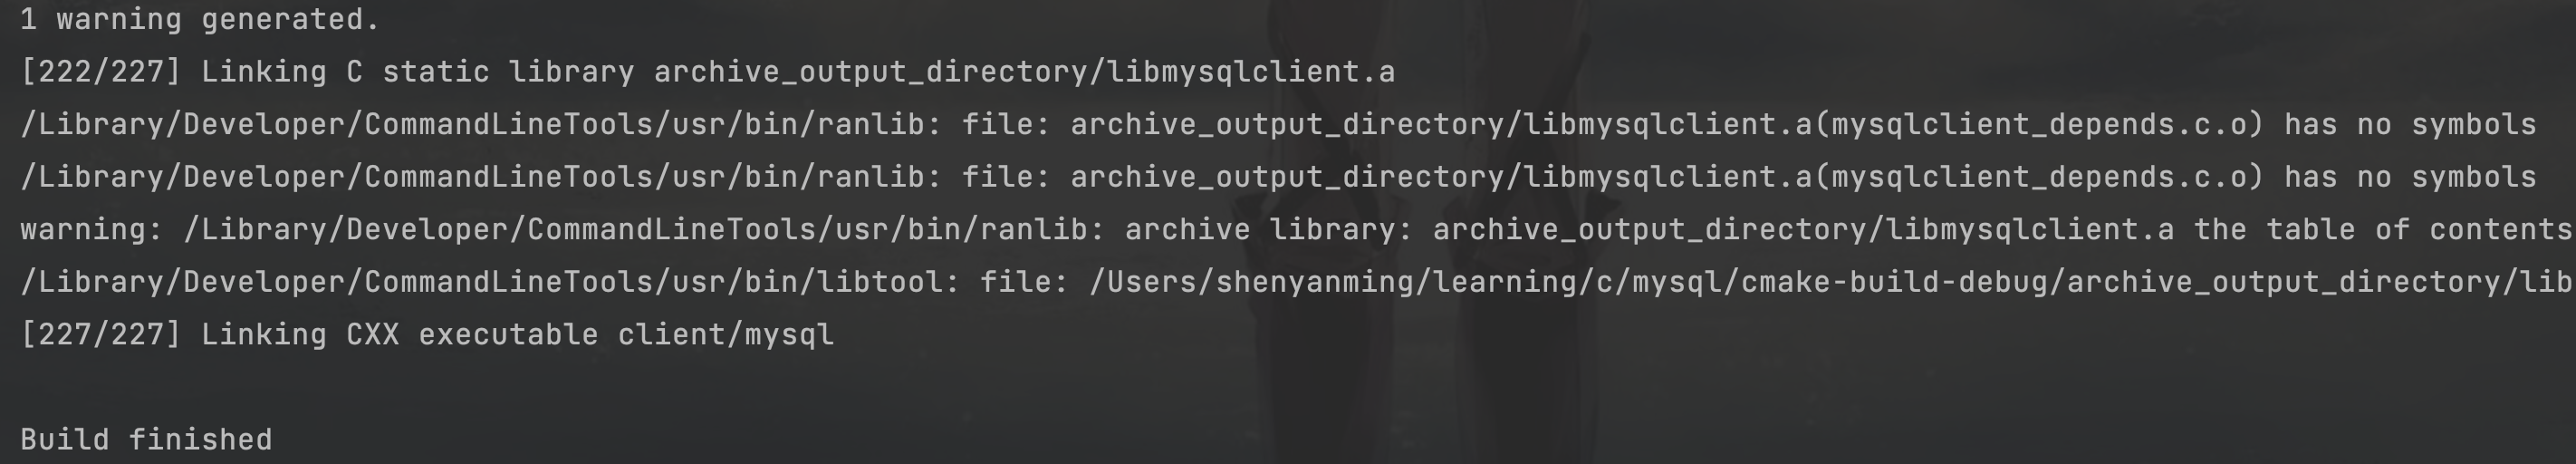 1 warning generated.
[222/227] Linking C static library archive_output_directory/libmysqlclient.a
/Library/Developer/CommandLineTools/usr/bin/ranlib: file: archive_output_directory/libmysqlclient.a(mysqlclient_depends.c.o) has no symbols
/Library/Developer/CommandLineTools/usr/bin/ranlib: file: archive_output_directory/libmysqlclient.a(mysqlclient_depends.c.o) has no symbols
warning: /Library/Developer/CommandLineTools/usr/bin/ranlib: archive library: archive_output_directory/libmysqlclient.a the table of contents
/Library/Developer/CommandLineTools/usr/bin/libtool: file: /Users/shenyanming/learning/c/mysql/cmake-build-debug/archive_output_directory/lib
[227/227] Linking CXX executable client/mysql
Build finished